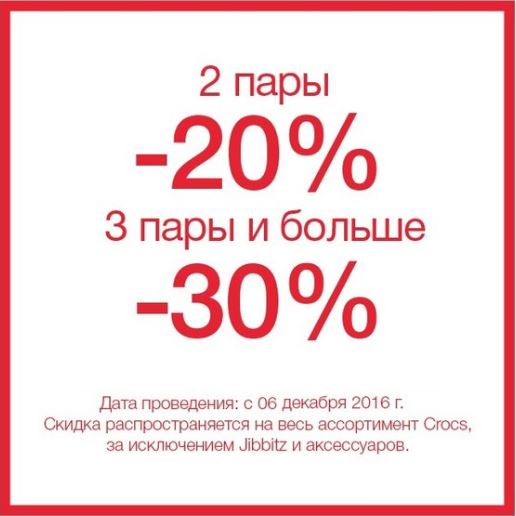 2 пары
-20%
3 пары и больше
-30%
Дата проведения: с 06 декабря 2016 г.
Скидка распространяется на весь ассортимент Crocs,
за исключением Jibbitz и аксессуаров.